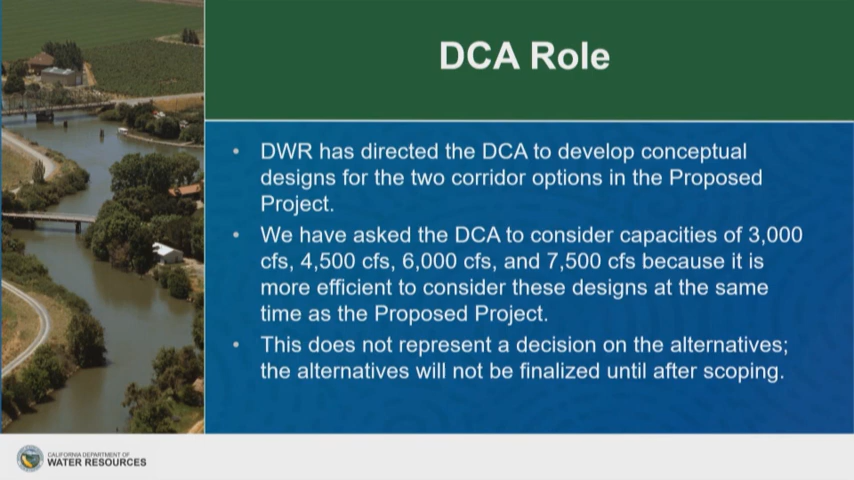 DCA Role
• DWR has directed the DCA to develop conceptual
designs for the two corridor options in the Proposed
Project.
• We have asked the DCA to consider capacities of 3,000
cfs, 4,500 cfs, 6,000 cfs, and 7,500 cfs because it is
more efficient to consider these designs at the same
time as the Proposed Project.
• This does not represent a decision on the alternatives;
the alternatives will not be finalized until after scoping.
CALIFORNIA DEPARTMENT OF
WATER RESOURCES